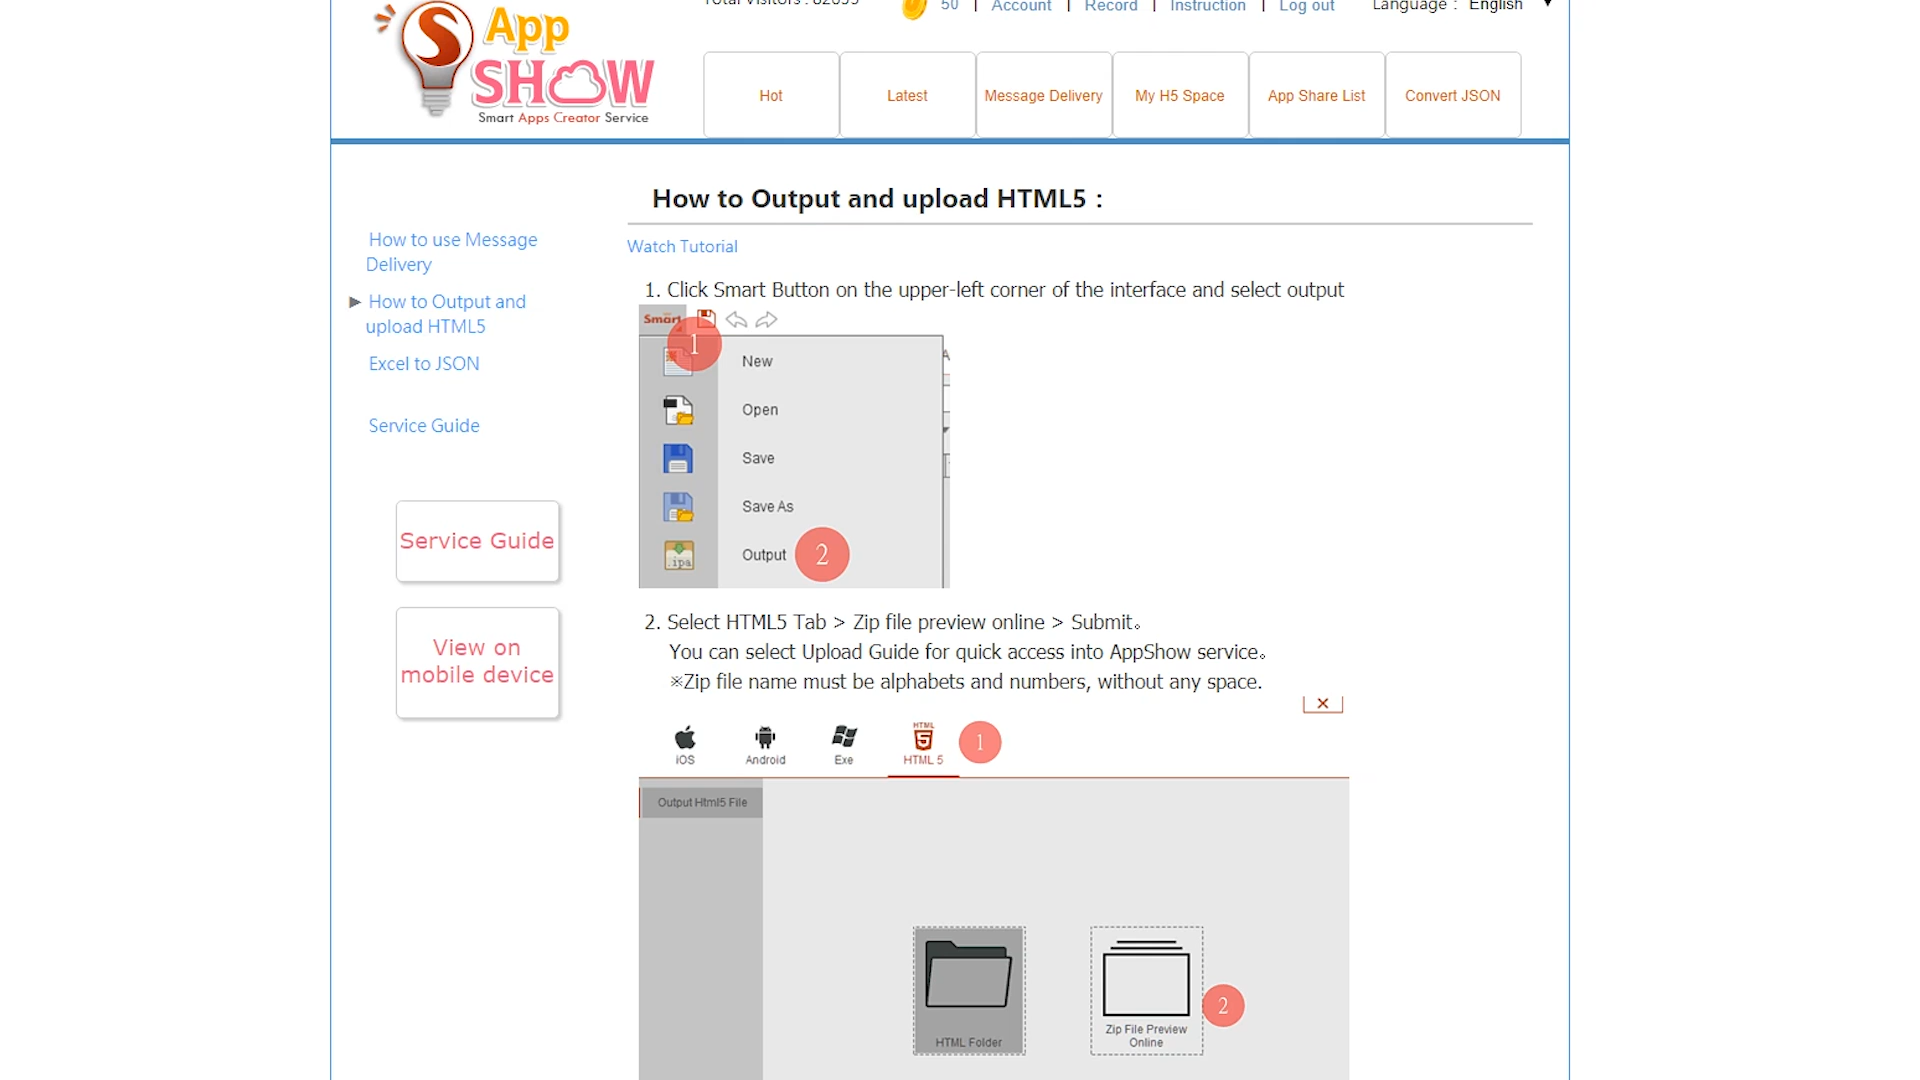 Total Visitors : 82099
50 | Account | Record | Instruction | Log out
Language : English
App
SHOW
Smart Apps Creator Service
Hot
Latest
Message Delivery
My H5 Space
App Share List
Convert JSON
How to Output and upload HTML5 :
How to use Message
Delivery
How to Output and
upload HTML5
Excel to JSON
Service Guide
Service Guide
View on
mobile device
Watch Tutorial
1. Click Smart Button on the upper-left corner of the interface and select output
Smart
1
New
Open
Save
Save As
.ipa
Output
2
2. Select HTML5 Tab > Zip file preview online > Submit。
You can select Upload Guide for quick access into AppShow service。
※Zip file name must be alphabets and numbers, without any space.
iOS
Android
Exe
HTML
5
HTML 5
1
Output Html5 File
HTML Folder
Zip File Preview
Online
2